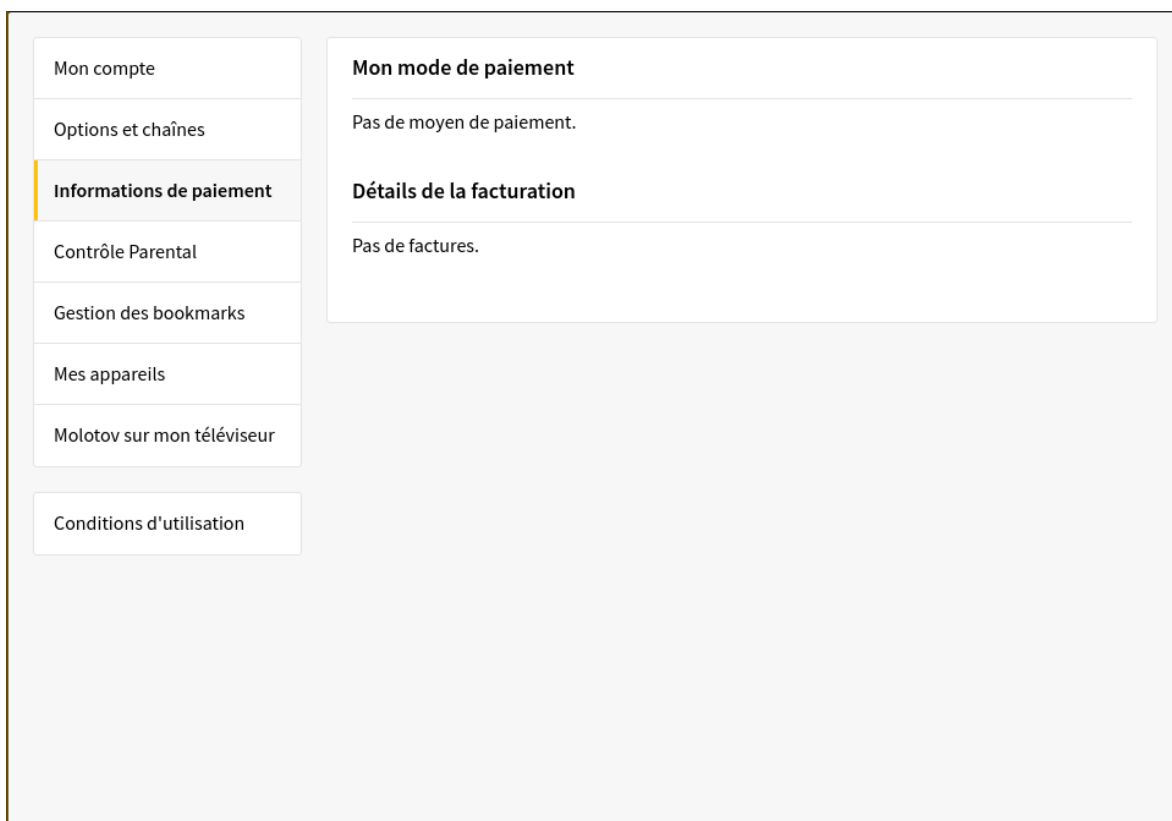 Mon compte
Options et chaînes
Informations de paiement
Contrôle Parental
Gestion des bookmarks
Mes appareils
Molotov sur mon téléviseur
Conditions d'utilisation
Mon mode de paiement
Pas de moyen de paiement.
Détails de la facturation
Pas de factures.